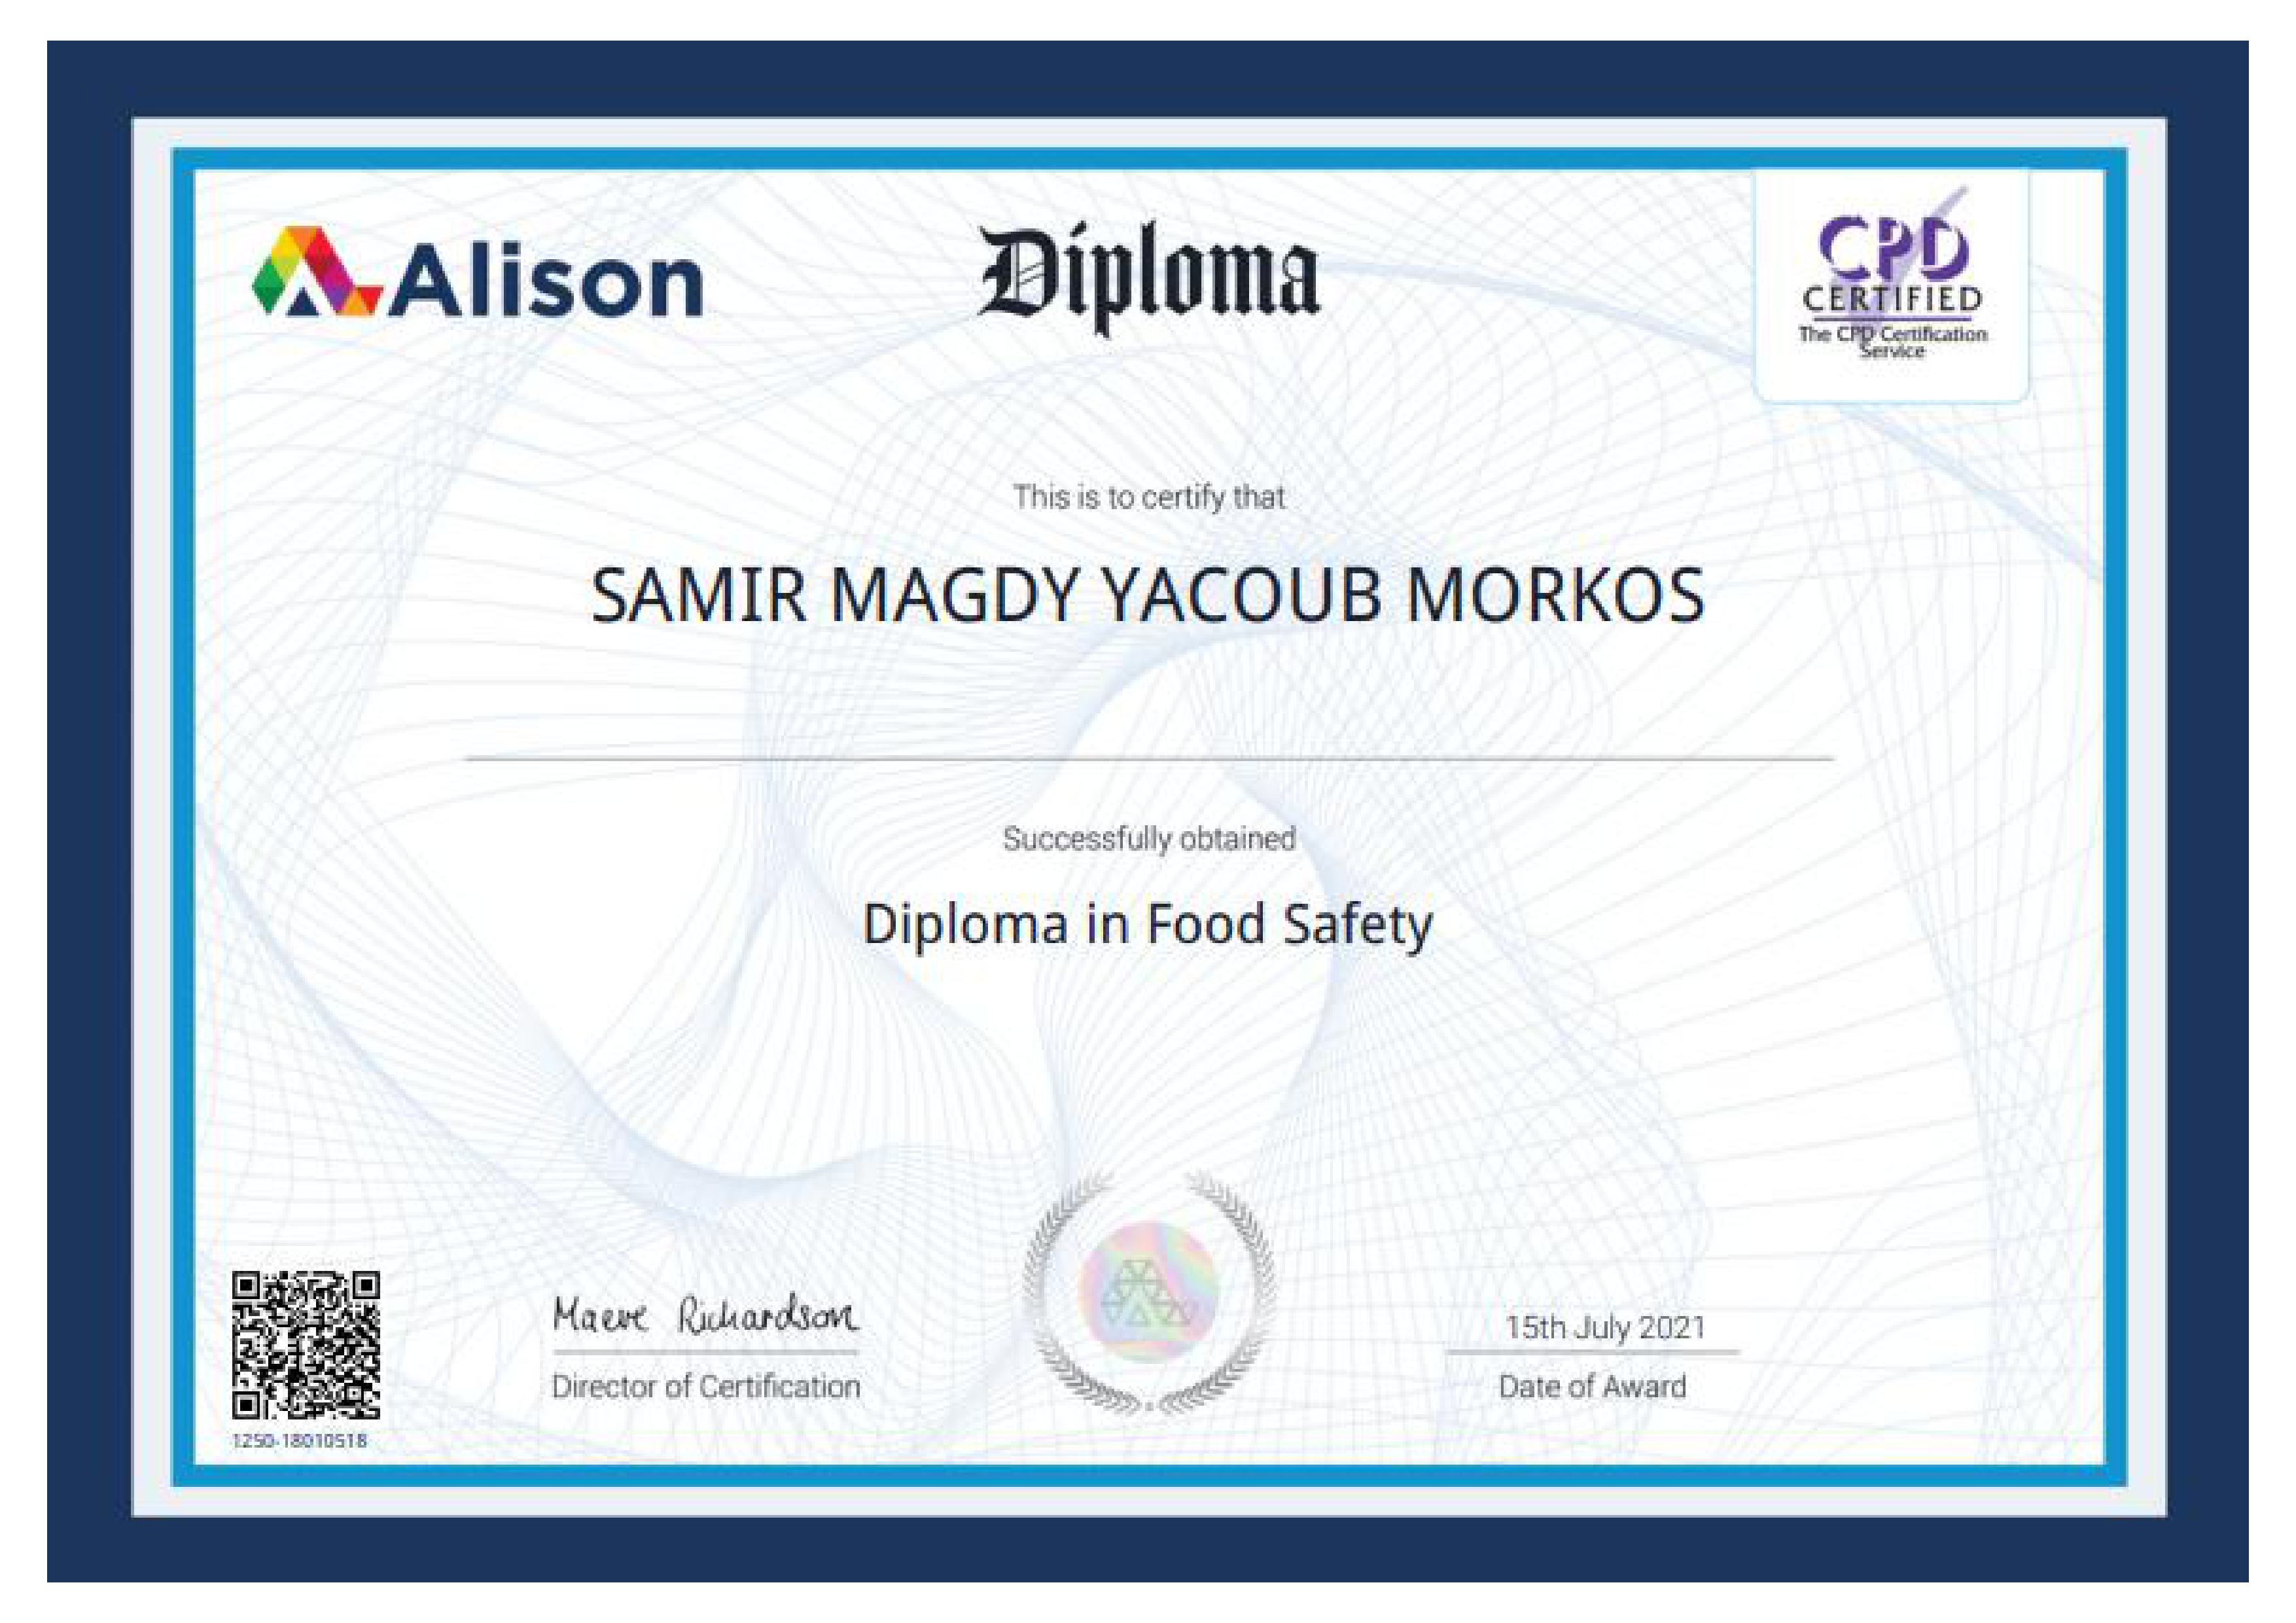 Alison
Diploma
CPD
CERTIFIED
The CPD Certification
Service
This is to certify that
SAMIR MAGDY YACOUB MORKOS
Successfully obtained
Diploma in Food Safety
Maeve Richardson
Director of Certification
15th July 2021
Date of Award
1250-18010518